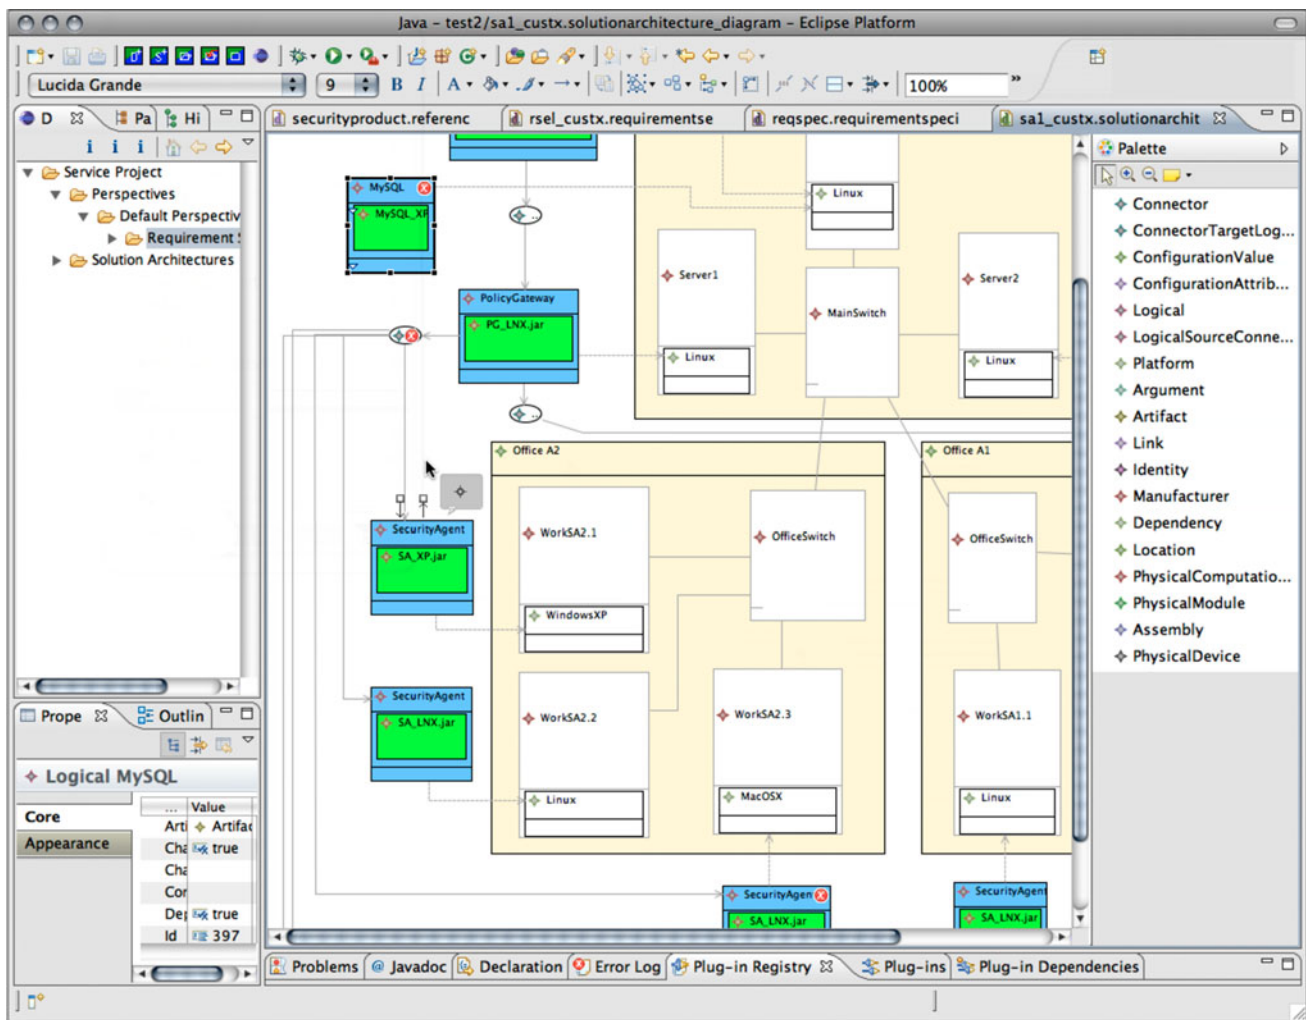 Java – test2/sa1_custx.solutionarchitecture_diagram – Eclipse Platform
Lucida Grande
9
B I A
100%
»
D
Pa
Hi
securityproduct.referenc
rsel_custx.requirementse
reqspec.requirementspeci
sa1_custx.solutionarchit
i i i
Service Project
Perspectives
Default Perspectiv
Requirement
Solution Architectures
MySQL
MySQL_XP
PolicyGateway
PG_LNX.jar
Linux
Server1
Linux
MainSwitch
Server2
Linux
Office A2
WorkSA2.1
WindowsXP
OfficeSwitch
WorkSA2.2
Linux
WorkSA2.3
MacOSX
Office A1
OfficeSwitch
WorkSA1.1
Linux
SecurityAgent
SA_XP.jar
SecurityAgent
SA_LNX.jar
SecurityAgen
SA_LNX.jar
SecurityAgent
SA_LNX.jar
Palette
Connector
ConnectorTargetLog...
ConfigurationValue
ConfigurationAttrib...
Logical
LogicalSourceConne...
Platform
Argument
Artifact
Link
Identity
Manufacturer
Dependency
Location
PhysicalComputatio...
PhysicalModule
Assembly
PhysicalDevice
Prope
Outlin
Logical MySQL
Core
Appearance
... Value
Arti Artifac
Cha true
Cha
Cor
Dep true
Id 397
Problems
Javadoc
Declaration
Error Log
Plug-in Registry
Plug-ins
Plug-in Dependencies